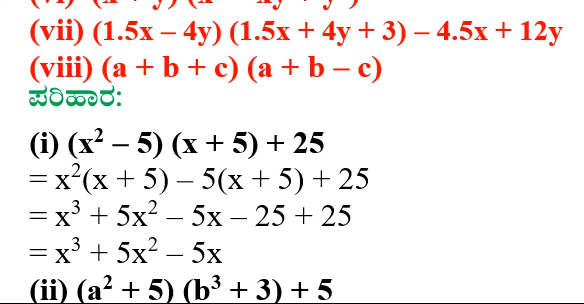 (vii) (1.5x – 4y) (1.5x + 4y + 3) – 4.5x + 12y
(viii) (a + b + c) (a + b – c)
ಪರಿಹಾರ:
(i) (x² – 5) (x + 5) + 25
= x²(x + 5) – 5(x + 5) + 25
= x³ + 5x² – 5x – 25 + 25
= x³ + 5x² – 5x
(ii) (a² + 5) (b³ + 3) + 5